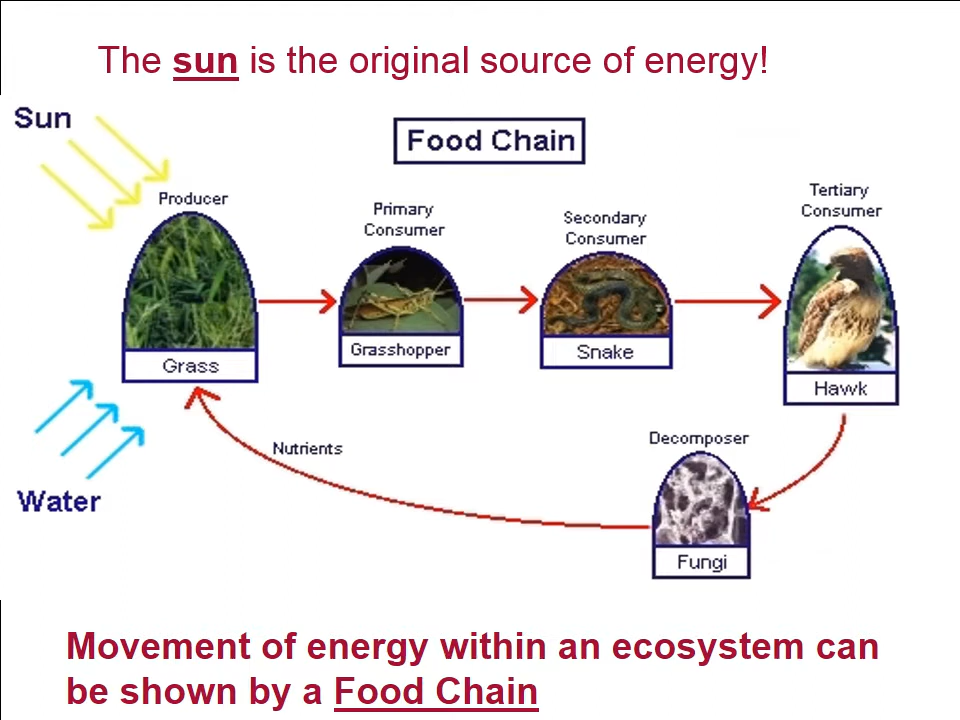 The sun is the original source of energy!
Sun
Food Chain
Producer
Primary
Consumer
Secondary
Consumer
Tertiary
Consumer
Grass
Grasshopper
Snake
Hawk
Water
Nutrients
Decomposer
Fungi
Movement of energy within an ecosystem can
be shown by a Food Chain